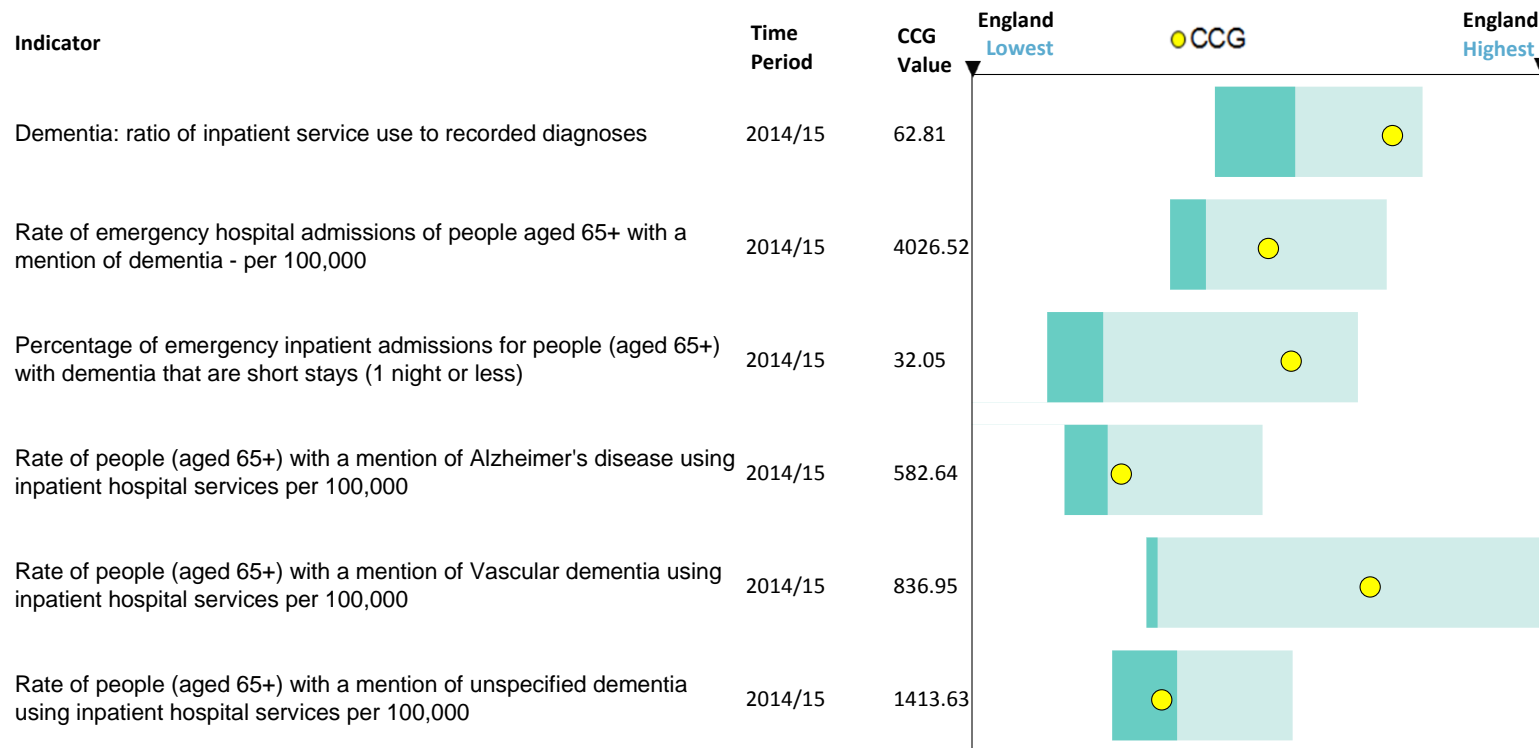 Indicator
Time
Period
CCG
Value
England
Lowest
CCG
England
Highest
Dementia: ratio of inpatient service use to recorded diagnoses 2014/15 62.81
Rate of emergency hospital admissions of people aged 65+ with a
mention of dementia - per 100,000
2014/15 4026.52
Percentage of emergency inpatient admissions for people (aged 65+)
with dementia that are short stays (1 night or less)
2014/15 32.05
Rate of people (aged 65+) with a mention of Alzheimer's disease using
inpatient hospital services per 100,000
2014/15 582.64
Rate of people (aged 65+) with a mention of Vascular dementia using
inpatient hospital services per 100,000
2014/15 836.95
Rate of people (aged 65+) with a mention of unspecified dementia
using inpatient hospital services per 100,000
2014/15 1413.63